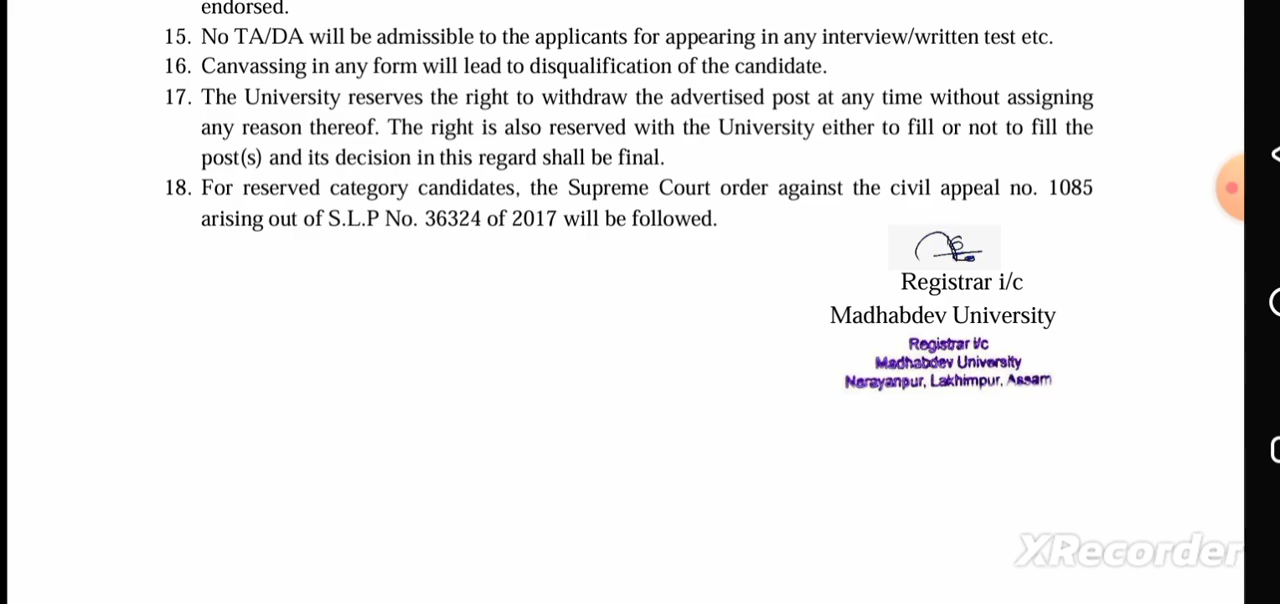 endorsed.
15. No TA/DA will be admissible to the applicants for appearing in any interview/written test etc.
16. Canvassing in any form will lead to disqualification of the candidate.
17. The University reserves the right to withdraw the advertised post at any time without assigning
any reason thereof. The right is also reserved with the University either to fill or not to fill the
post(s) and its decision in this regard shall be final.
18. For reserved category candidates, the Supreme Court order against the civil appeal no. 1085
arising out of S.L.P No. 36324 of 2017 will be followed.
Registrar i/c
Madhabdev University
Registrar i/c
Madhabdev University
Narayanpur, Lakhimpur, Assam
XRecorder